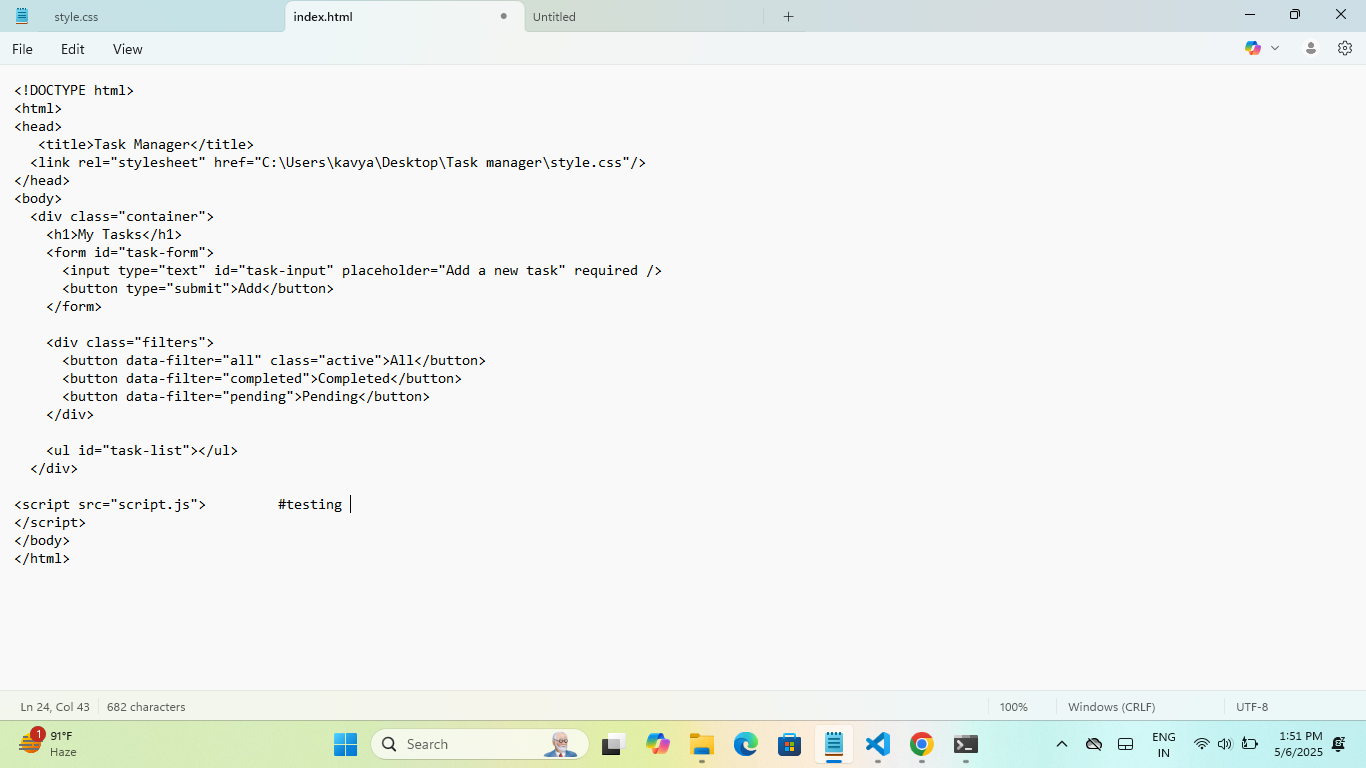 style.css
index.html
Untitled
File Edit View
<!DOCTYPE html>
<html>
<head>
   <title>Task Manager</title>
  <link rel="stylesheet" href="C:\Users\kavya\Desktop\Task manager\style.css"/>
</head>
<body>
  <div class="container">
    <h1>My Tasks</h1>
    <form id="task-form">
      <input type="text" id="task-input" placeholder="Add a new task" required />
      <button type="submit">Add</button>
    </form>

    <div class="filters">
      <button data-filter="all" class="active">All</button>
      <button data-filter="completed">Completed</button>
      <button data-filter="pending">Pending</button>
    </div>

    <ul id="task-list"></ul>
  </div>

<script src="script.js">         #testing
</script>
</body>
</html>
Ln 24, Col 43 682 characters 100% Windows (CRLF) UTF-8
1
91°F
Haze
Search
ENG
IN
1:51 PM
5/6/2025